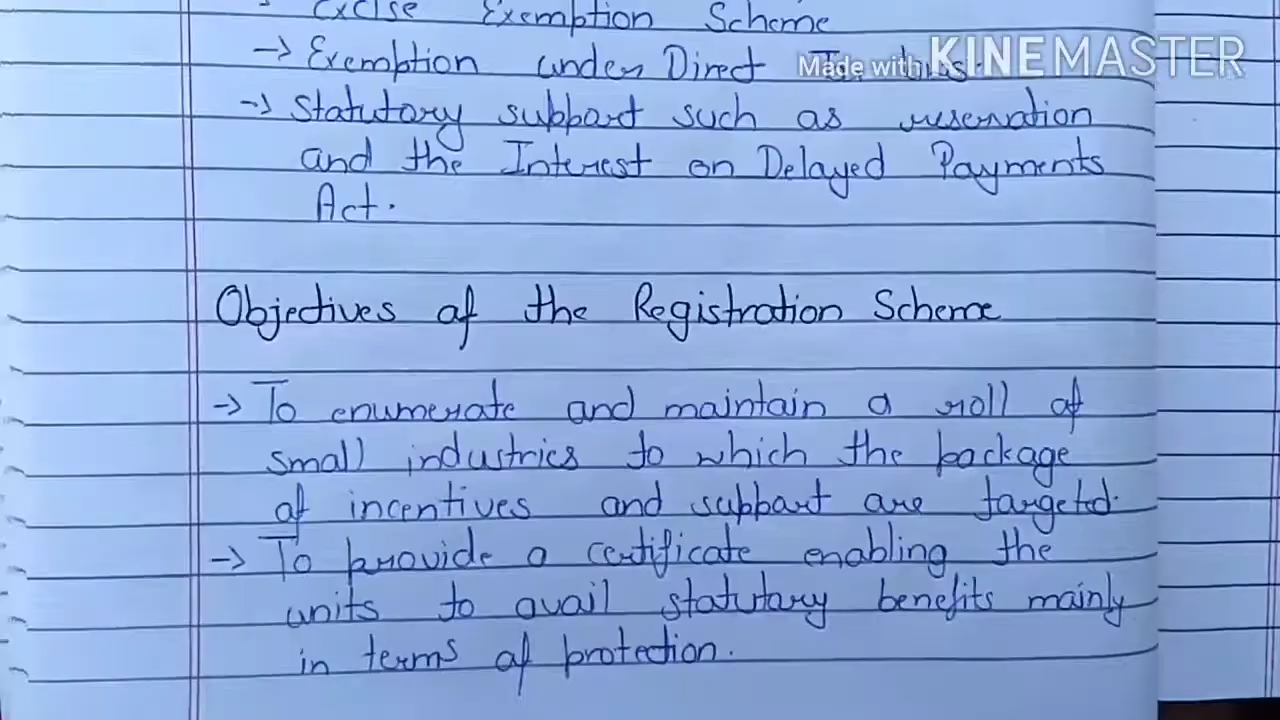 Excise Exemption Scheme
→ Exemption under Direct
Made with KINEMASTER
→ Statutory support such as reservation
and the Interest on Delayed Payments
Act.
Objectives of the Registration Scheme
→ To enumerate and maintain a roll of
small industries to which the package
of incentives and support are targeted.
→ To provide a certificate enabling the
units to avail statutary benefits mainly
in terms of protection.